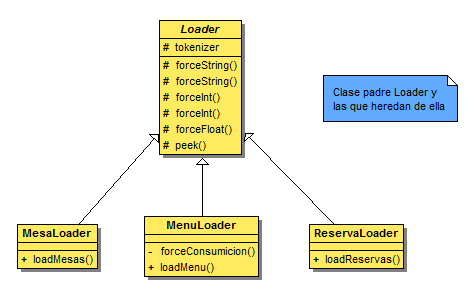 Loader
# tokenizer
# forceString()
# forceString()
# forceInt()
# forceInt()
# forceFloat()
# peek()
Clase padre Loader y
las que heredan de ella
MesaLoader
+ loadMesas()
MenuLoader
- forceConsumicion()
+ loadMenu()
ReservaLoader
+ loadReservas()